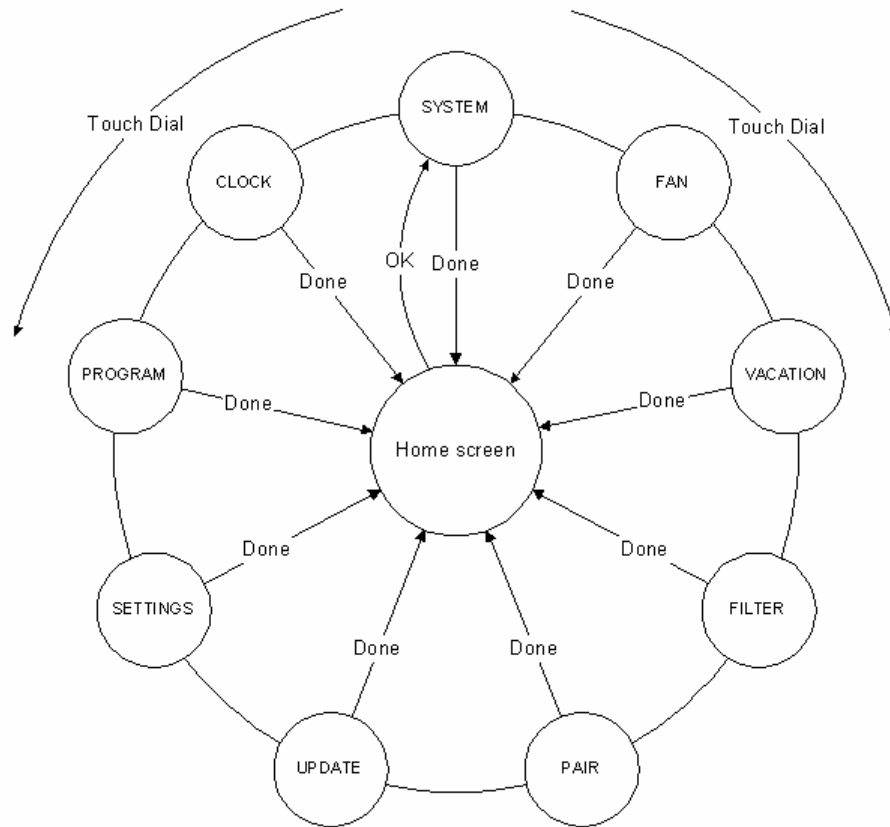 SYSTEM
Touch Dial
Touch Dial
CLOCK
FAN
OK
Done
Done
Done
PROGRAM
VACATION
Done
Done
Home screen
Done
Done
SETTINGS
FILTER
Done
Done
UPDATE
PAIR